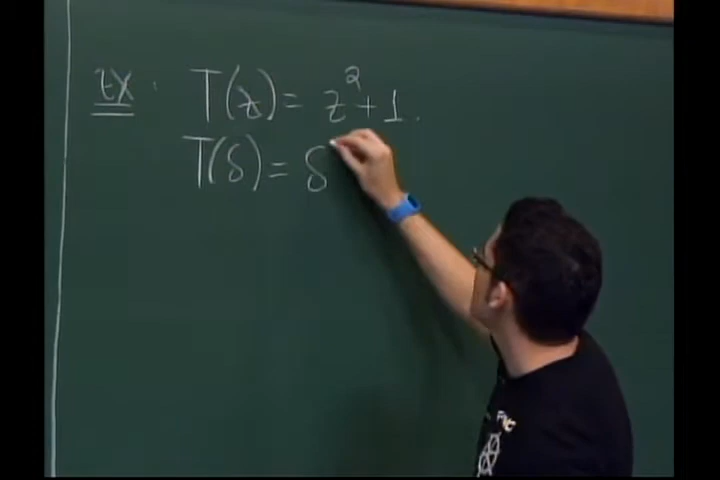 Ex: T(z) = z² + 1.
T(δ) = δ